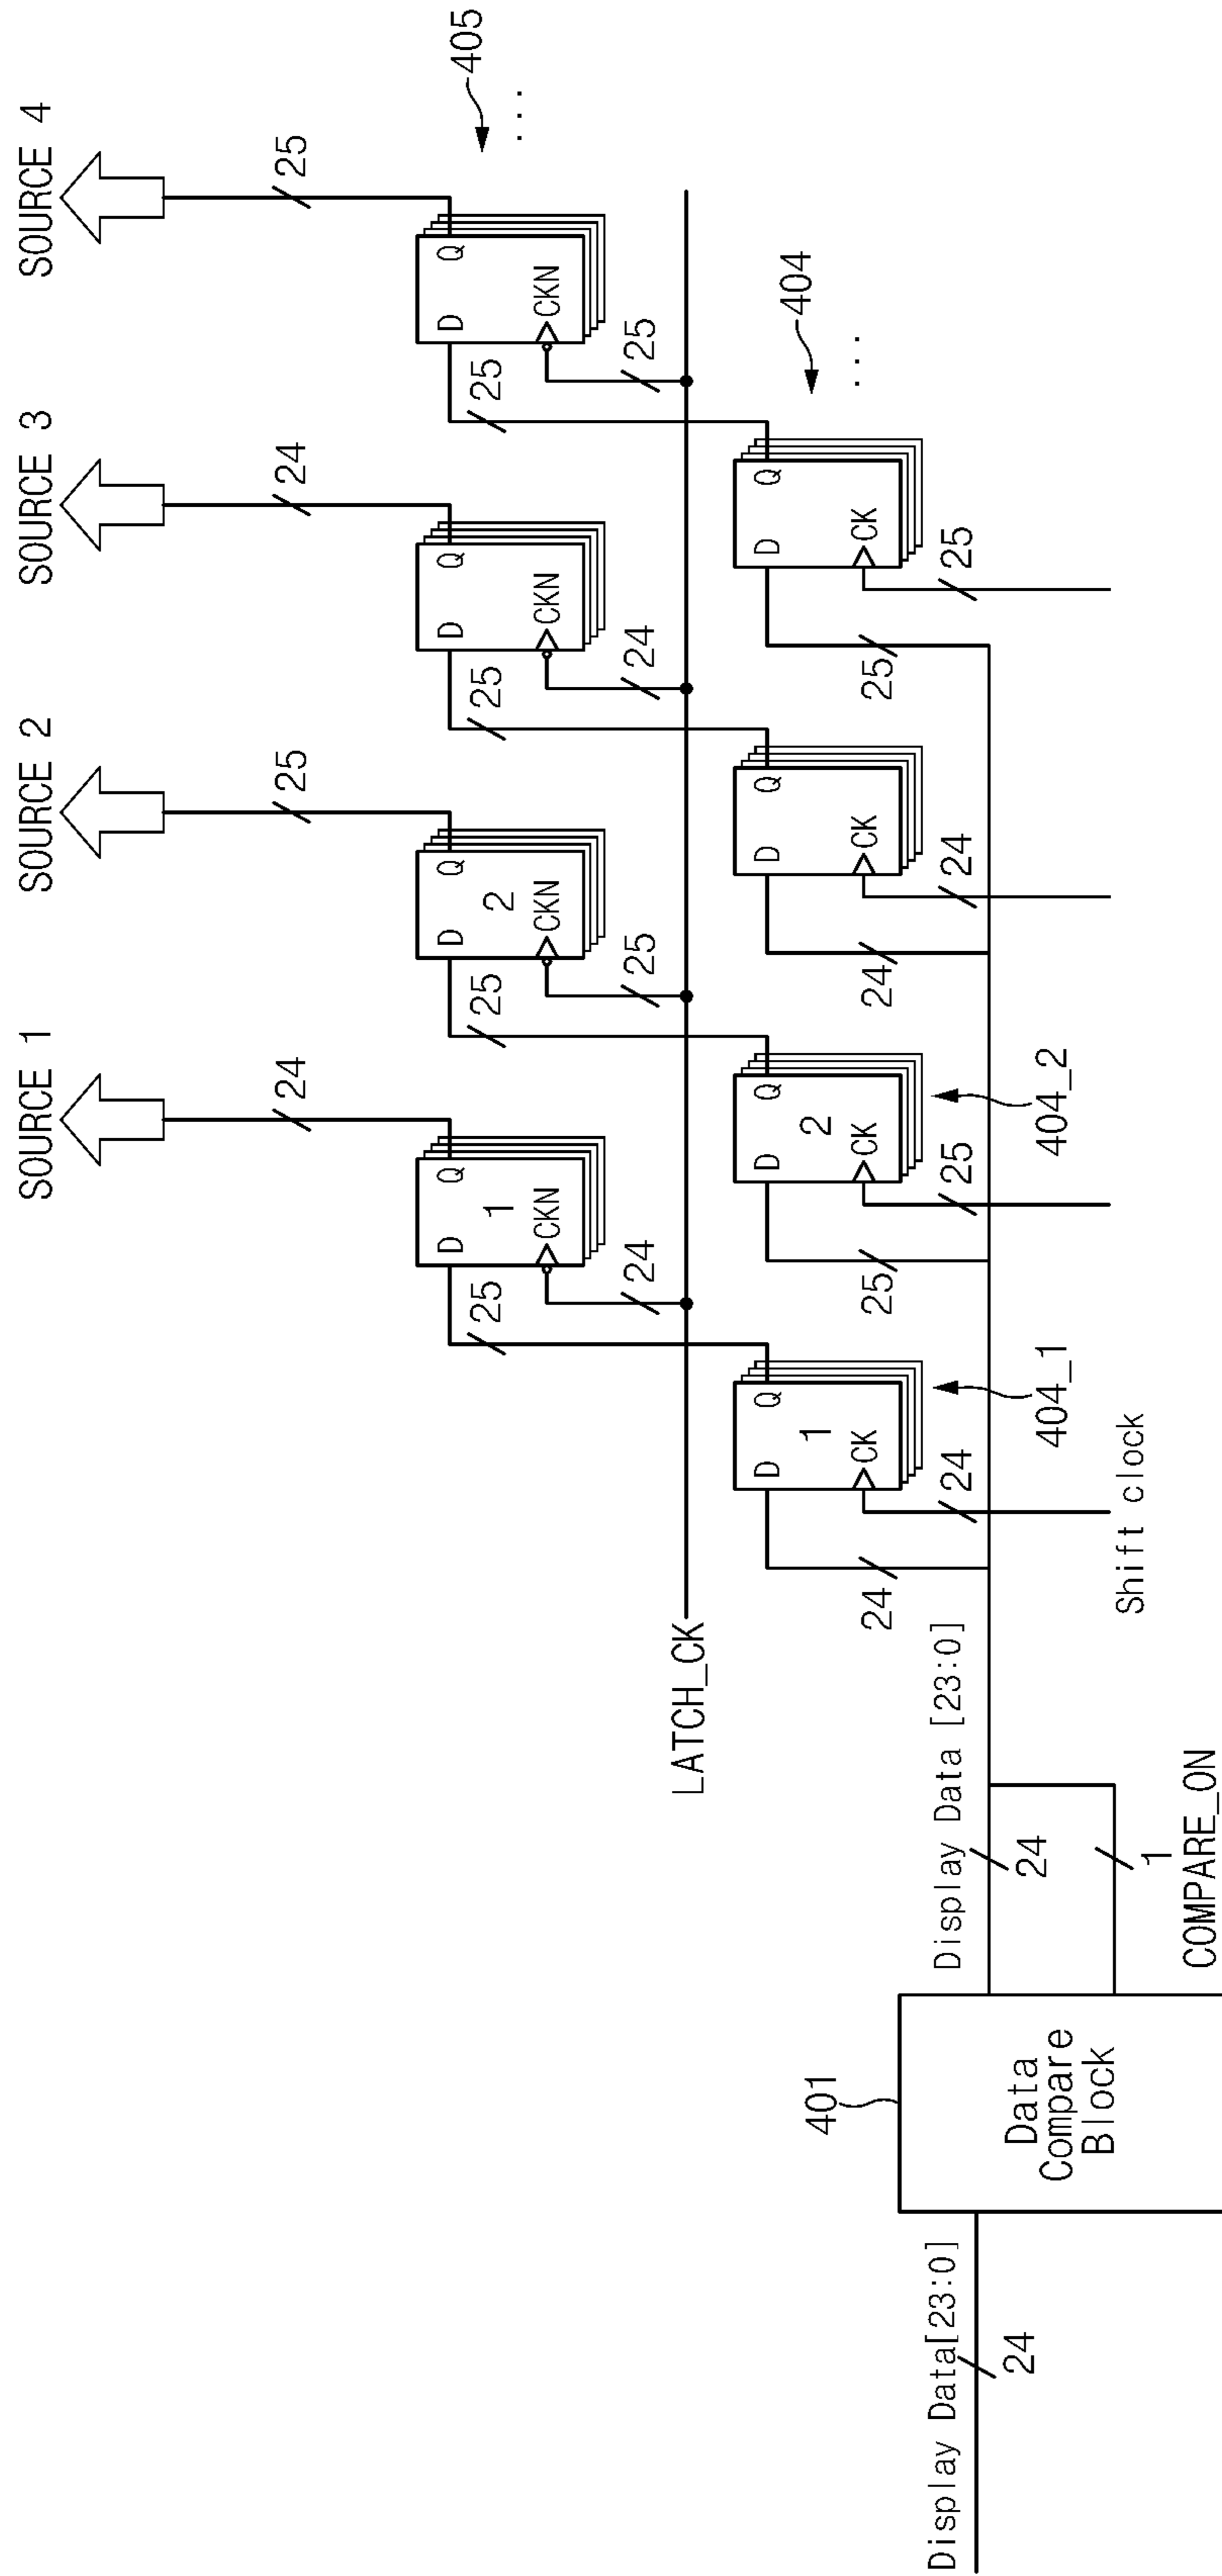 SOURCE 1
SOURCE 2
SOURCE 3
SOURCE 4
24
25
24
25
405
...
D
Q
1
CKN
D
Q
2
CKN
D
Q
CKN
D
Q
CKN
25
24
25
25
25
24
25
25
LATCH_CK
404
...
D
Q
1
CK
D
Q
2
CK
D
Q
CK
D
Q
CK
24
24
25
25
24
24
25
25
404_1
404_2
Shift clock
Display Data[23:0]
24
401
Data
Compare
Block
Display Data [23:0]
24
1
COMPARE_ON